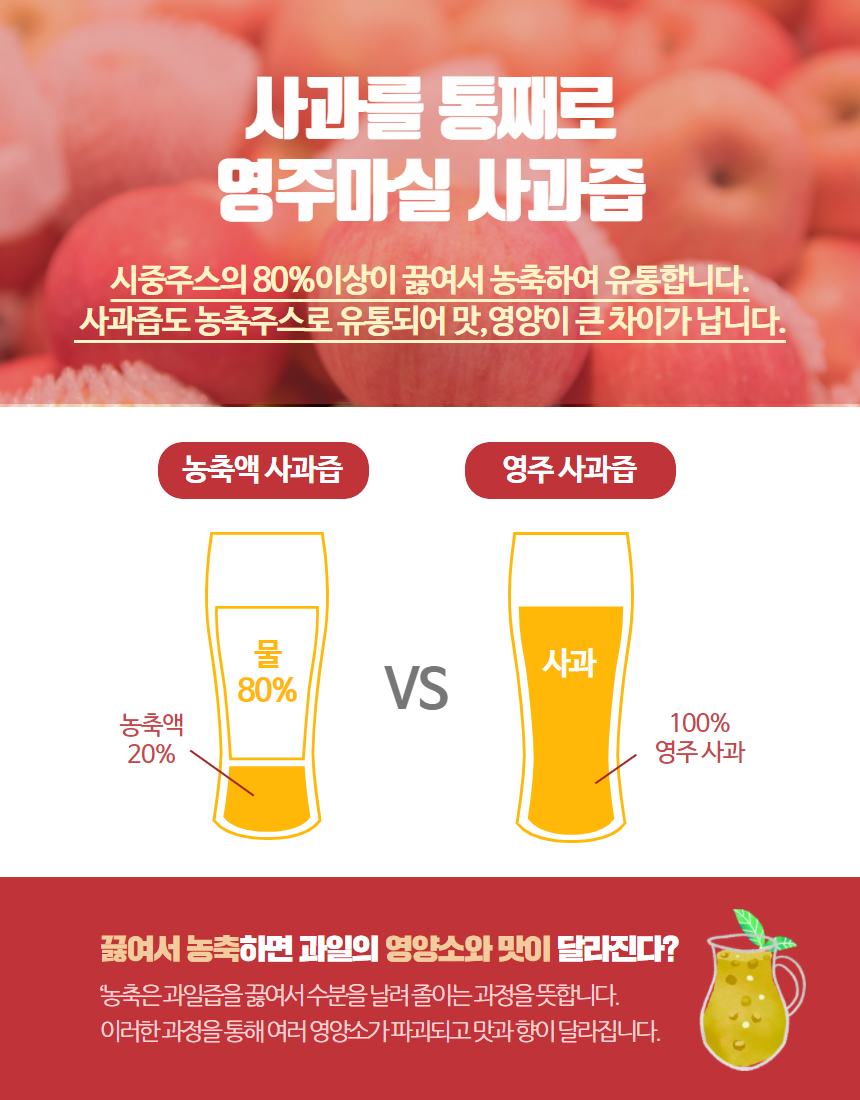 사과를 통째로
영주마실 사과즙
시중주스의 80%이상이 끓여서 농축하여 유통합니다.
사과즙도 농축주스로 유통되어 맛,영양이 큰 차이가 납니다.
농축액 사과즙
영주 사과즙
물
80%
사과
VS
농축액
20%
100%
영주 사과
끓여서 농축하면 과일의 영양소와 맛이 달라진다?
'농축은 과일즙을 끓여서 수분을 날려 졸이는 과정을 뜻합니다.
이러한 과정을 통해 여러 영양소가 파괴되고 맛과 향이 달라집니다.